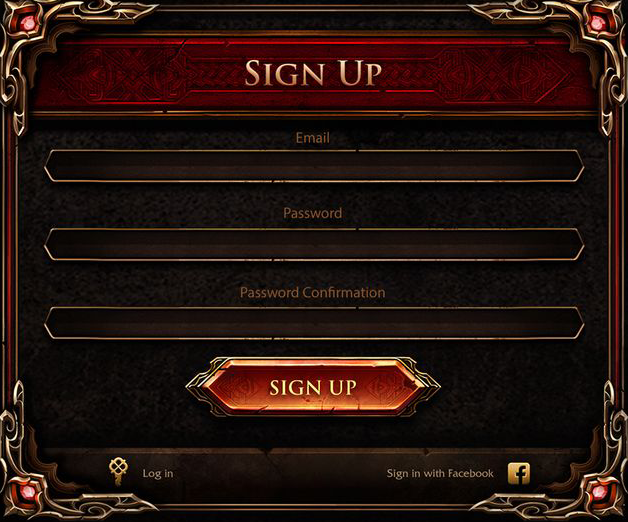 Sign Up
Email
Password
Password Confirmation
SIGN UP
Log in
Sign in with Facebook